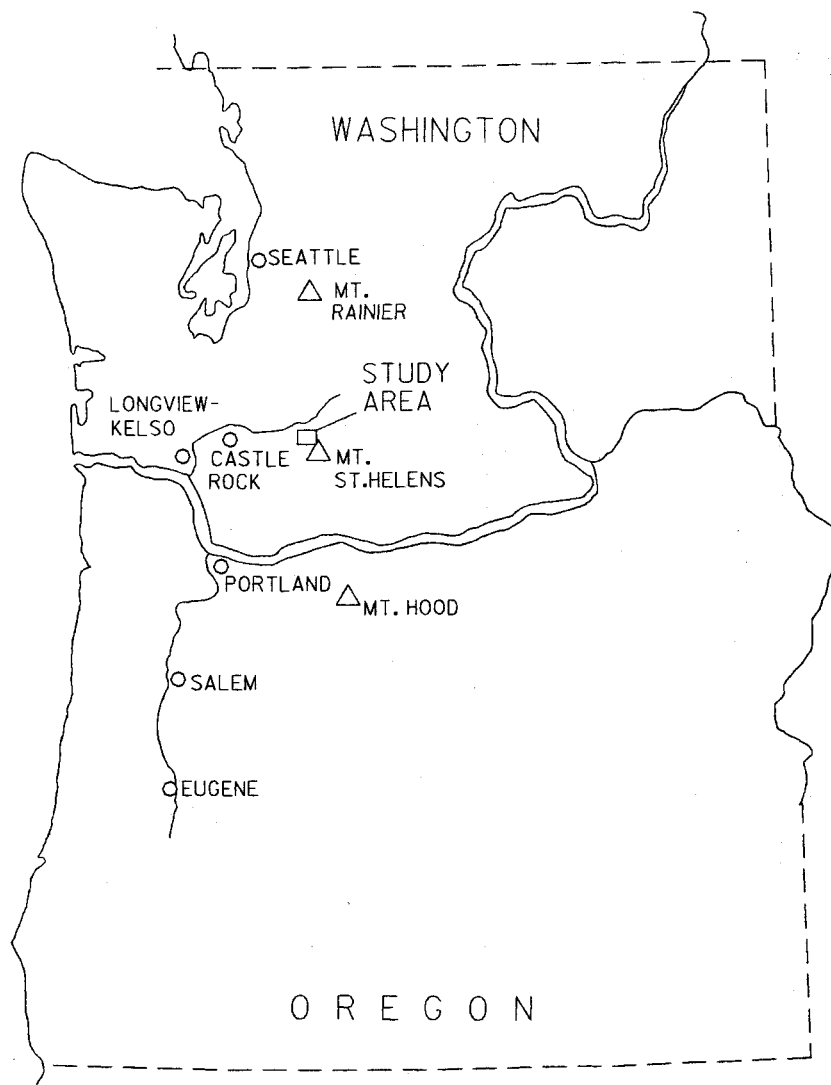 WASHINGTON
SEATTLE
MT.
RAINIER
STUDY
AREA
LONGVIEW-
KELSO
CASTLE
ROCK
MT.
ST.HELENS
PORTLAND
MT. HOOD
SALEM
EUGENE
OREGON